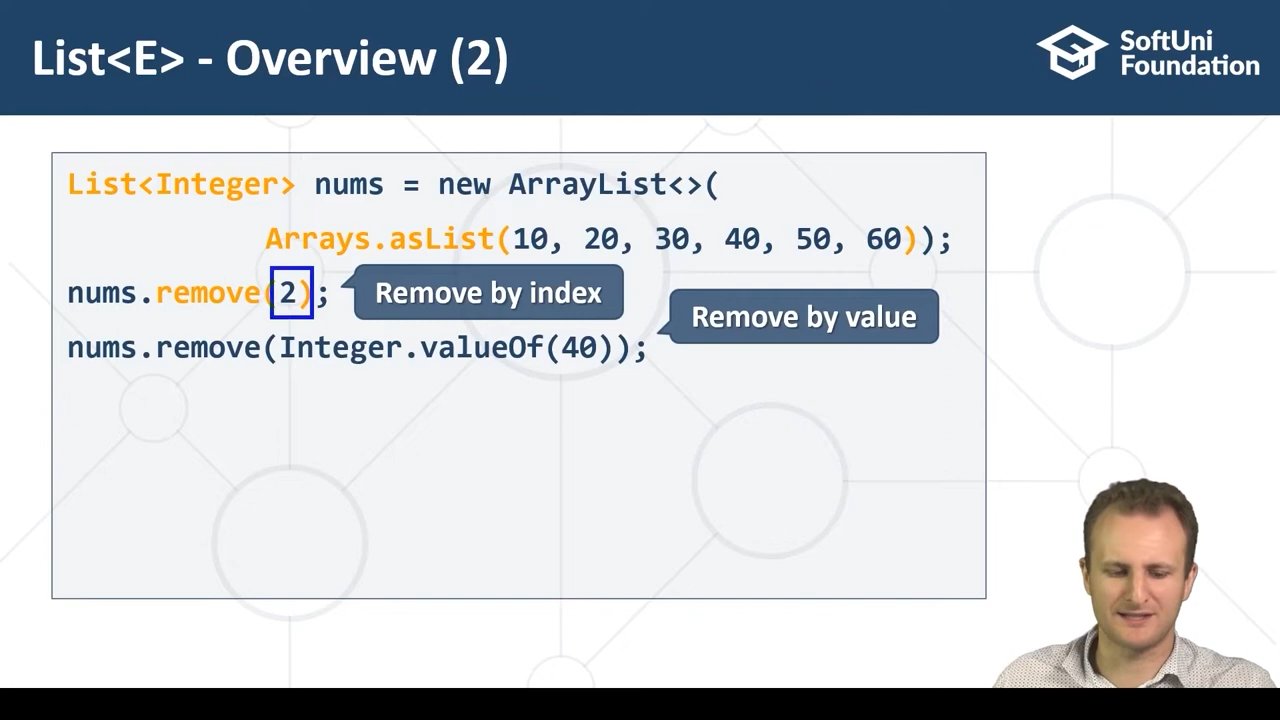 List<E> - Overview (2)
SoftUni
Foundation
List<Integer> nums = new ArrayList<>(
Arrays.asList(10, 20, 30, 40, 50, 60));
nums.remove(2);
Remove by index
Remove by value
nums.remove(Integer.valueOf(40));